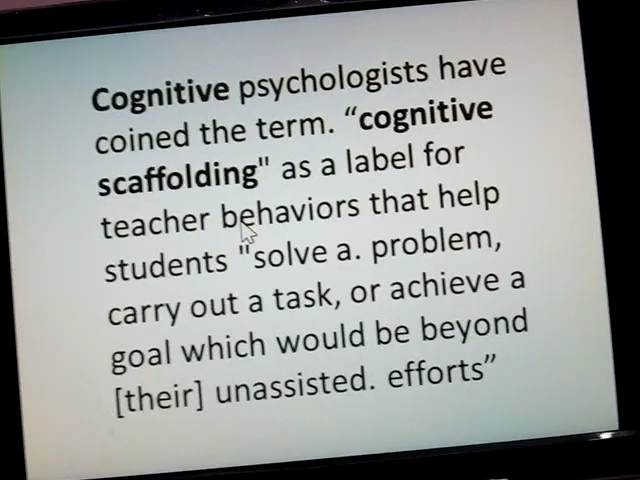 Cognitive psychologists have
coined the term. “cognitive
scaffolding" as a label for
teacher behaviors that help
students "solve a. problem,
carry out a task, or achieve a
goal which would be beyond
[their] unassisted. efforts”